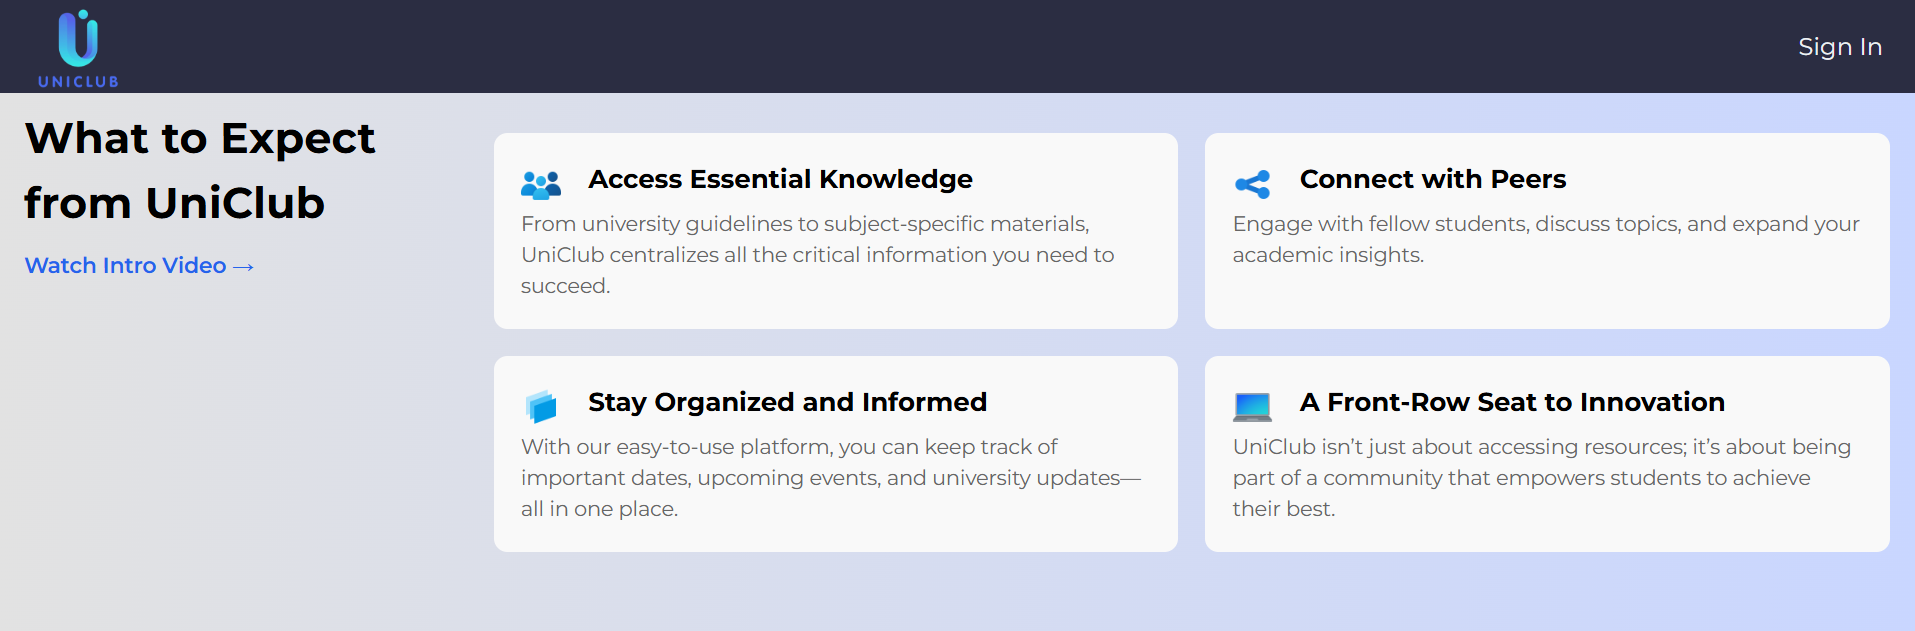 UNICLUB
Sign In
What to Expect
from UniClub
Watch Intro Video →
Access Essential Knowledge
From university guidelines to subject-specific materials,
UniClub centralizes all the critical information you need to
succeed.
Connect with Peers
Engage with fellow students, discuss topics, and expand your
academic insights.
Stay Organized and Informed
With our easy-to-use platform, you can keep track of
important dates, upcoming events, and university updates—
all in one place.
A Front-Row Seat to Innovation
UniClub isn’t just about accessing resources; it’s about being
part of a community that empowers students to achieve
their best.